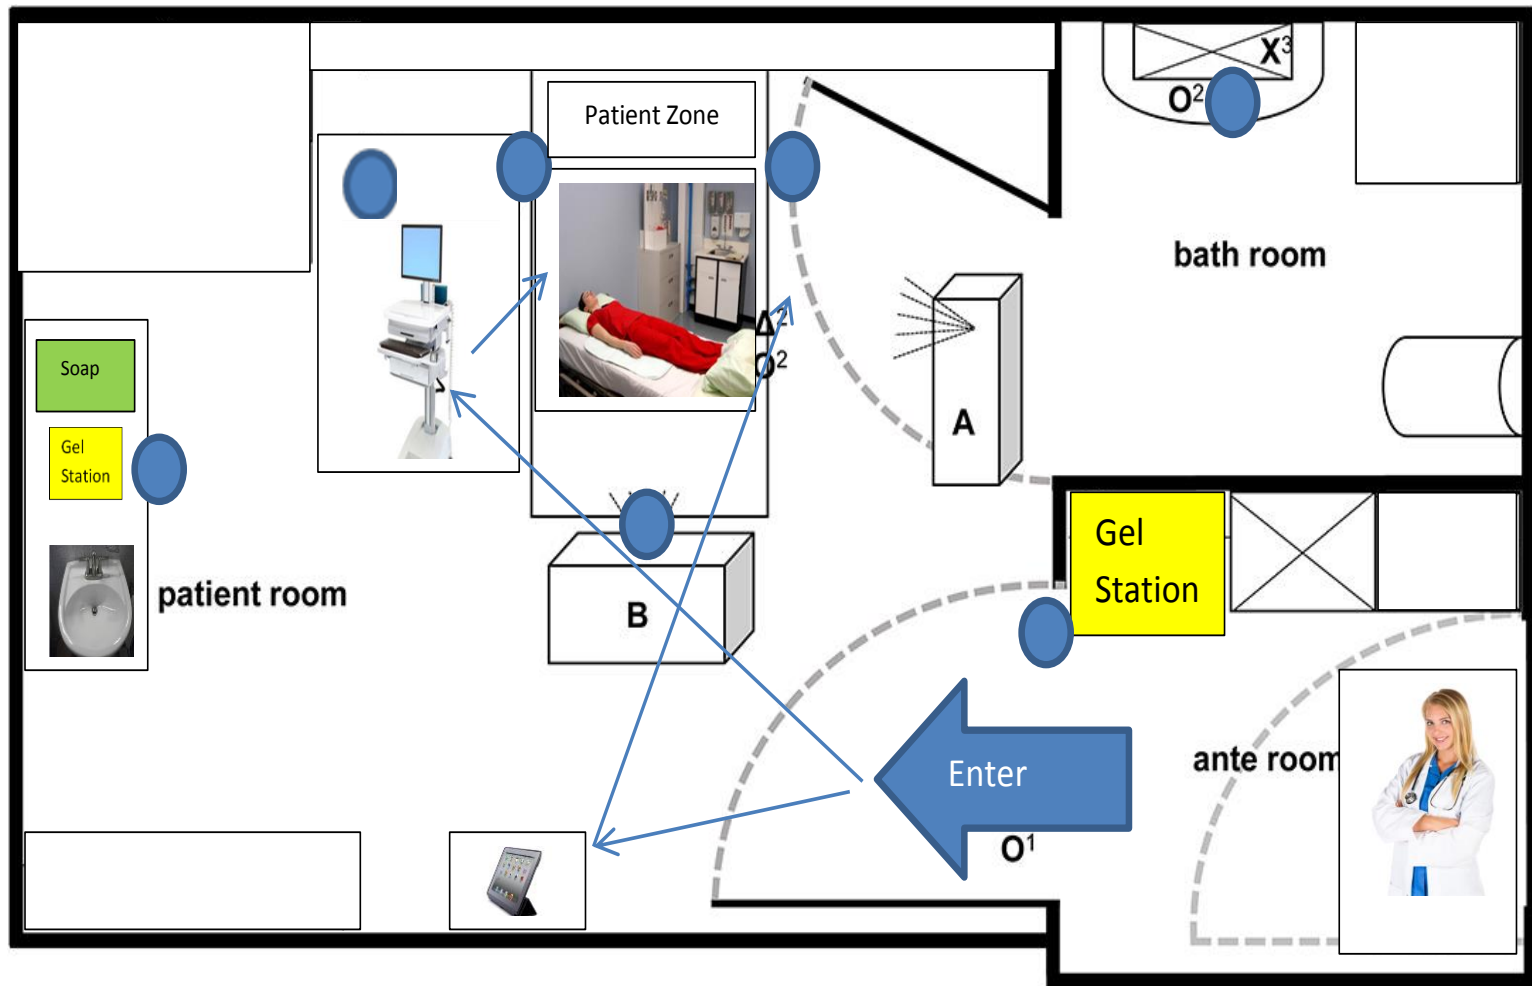 X³
Patient Zone
O²
bath room
Δ²
O²
Soap
A
Gel
Station
Gel
Station
patient room
B
Enter
ante room
O¹